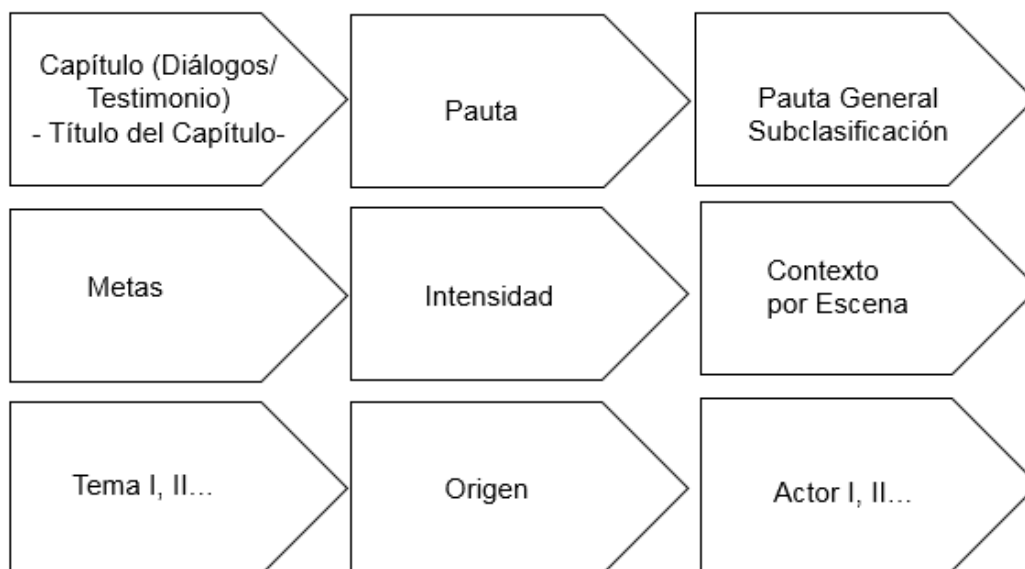 Capítulo (Diálogos/
Testimonio)
- Título del Capítulo-
Pauta
Pauta General
Subclasificación
Metas
Intensidad
Contexto
por Escena
Tema I, II...
Origen
Actor I, II...